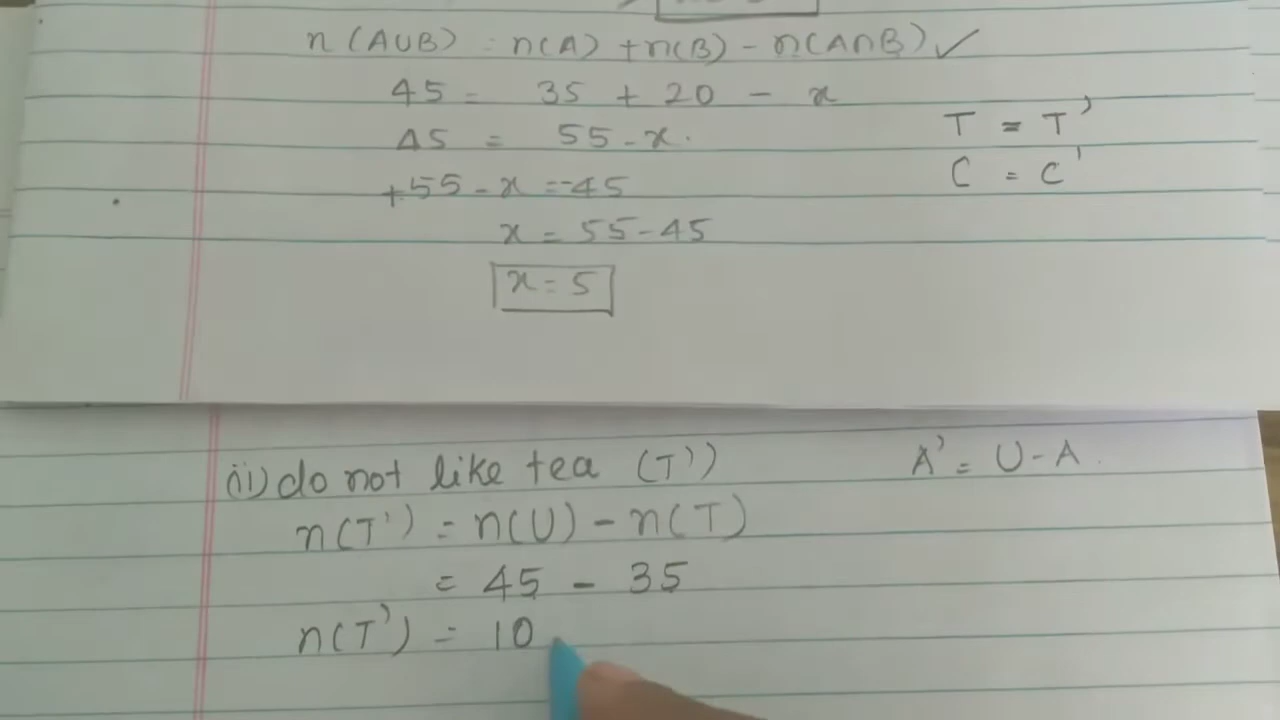 n(A∪B) = n(A) + n(B) - n(A∩B) ✓
45 = 35 + 20 - x
45 = 55 - x.
+55 - x = -45
x = 55 - 45
x = 5
T = T'
C = C'
(ii) do not like tea (T')
A' = U - A.
n(T') = n(U) - n(T)
= 45 - 35
n(T') = 10